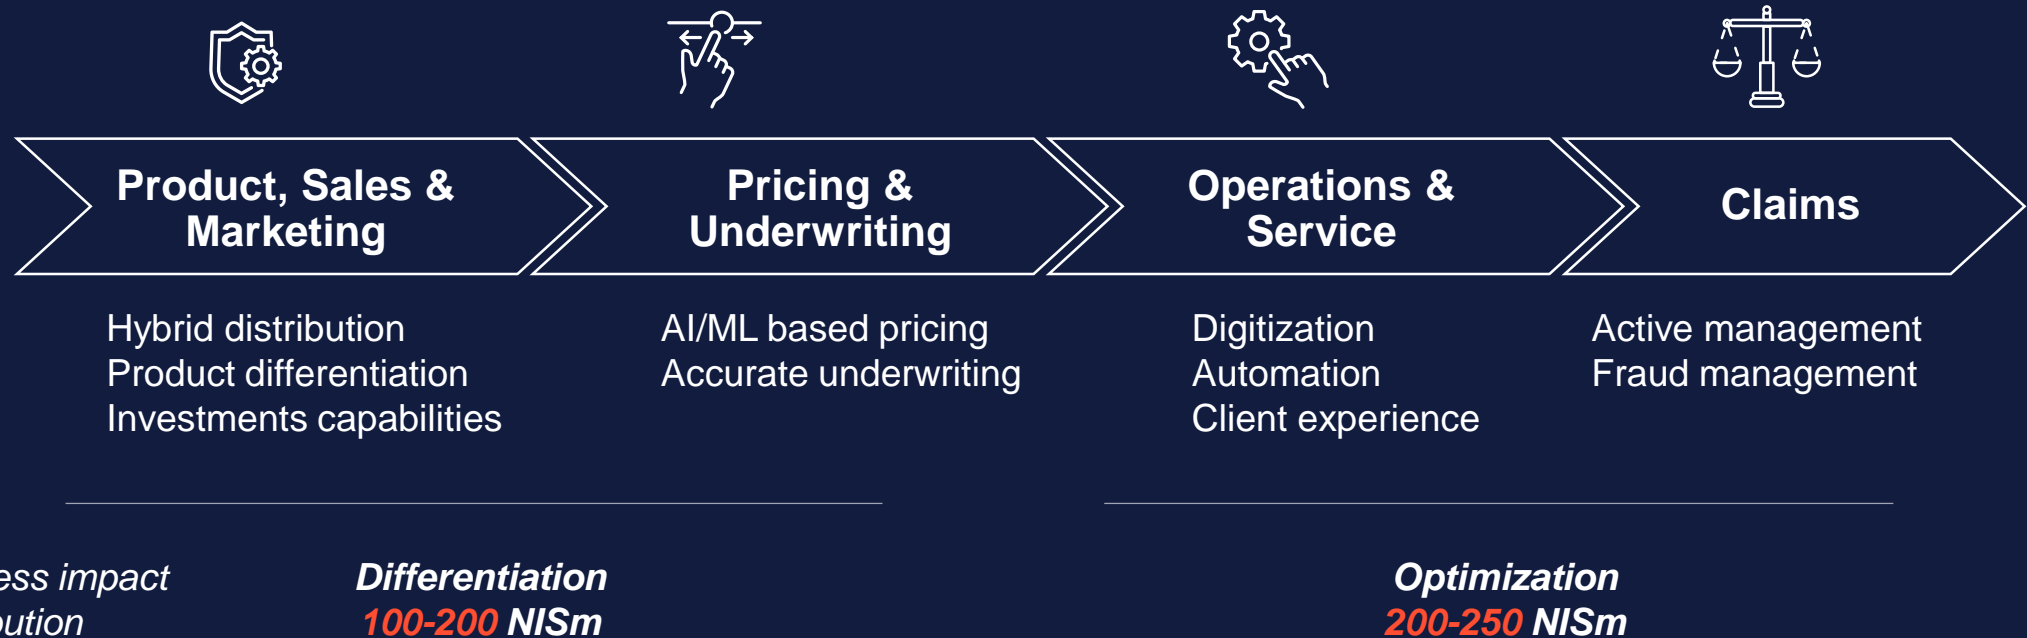 Product, Sales &
Marketing
Pricing &
Underwriting
Operations &
Service
Claims
Hybrid distribution
Product differentiation
Investments capabilities
AI/ML based pricing
Accurate underwriting
Digitization
Automation
Client experience
Active management
Fraud management
impact
Differentiation
100-200 NISm
Optimization
200-250 NISm